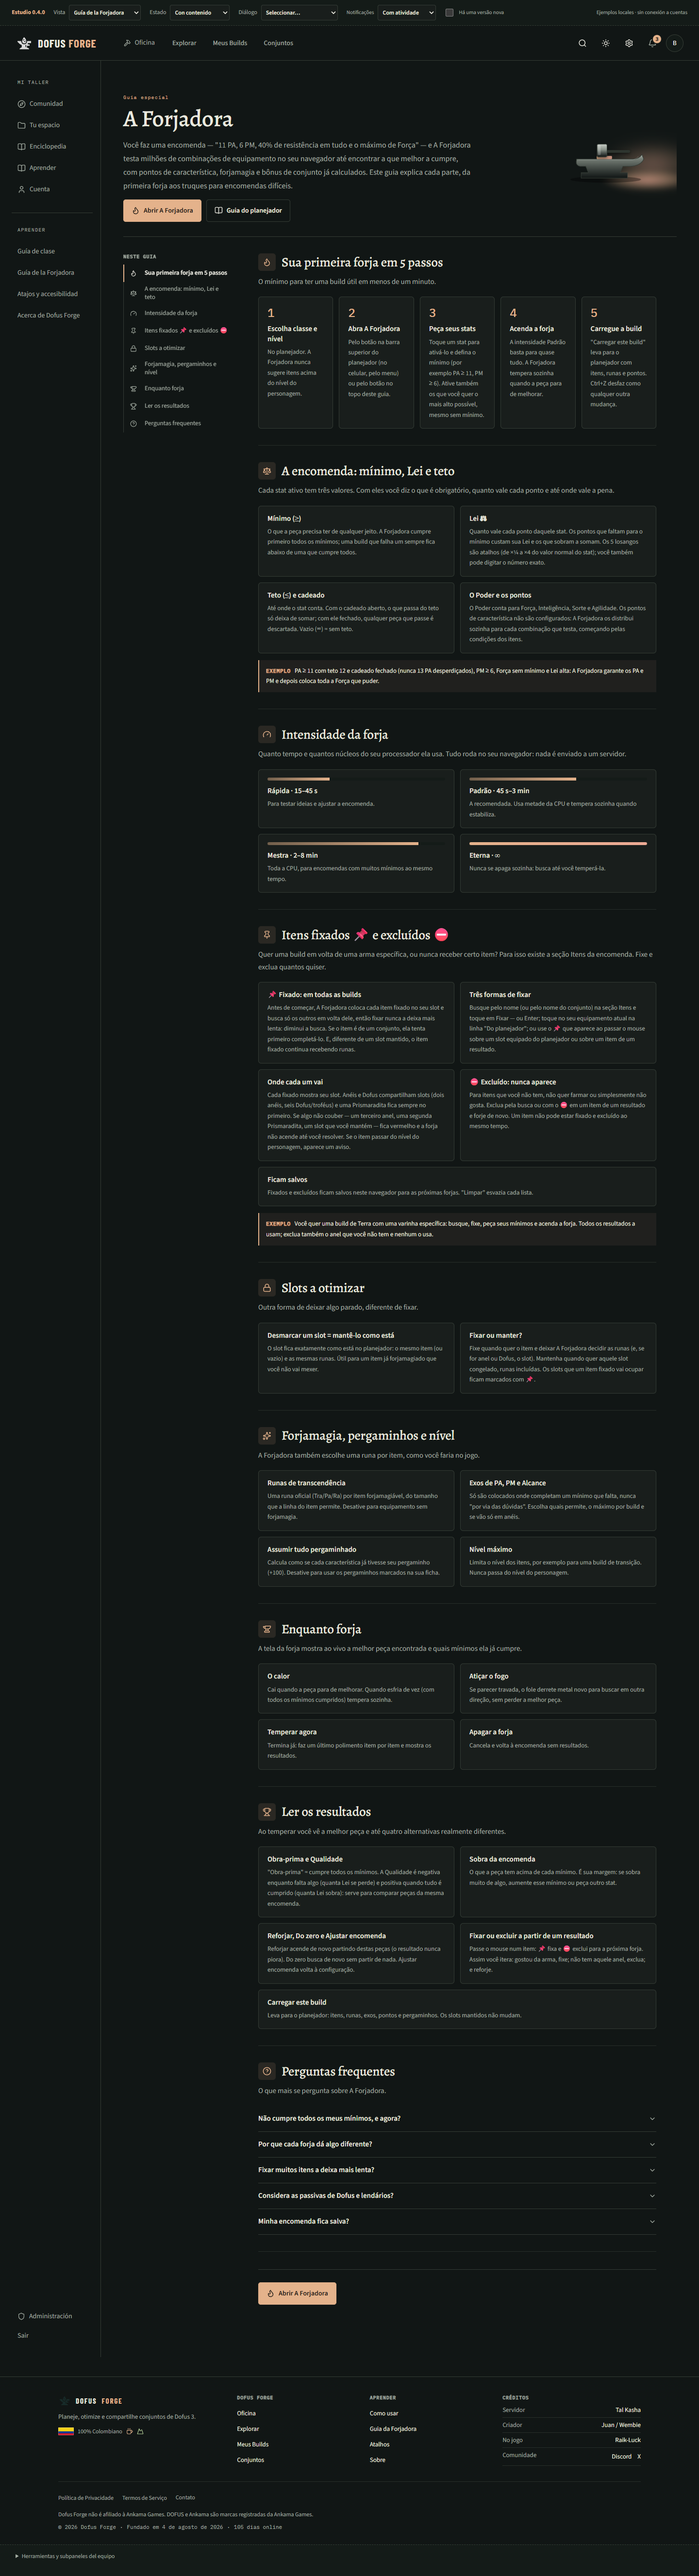 Estudio 0.4.0 Vista Guía de la Forjadora Estado Con contenido Diálogo Seleccionar... Notificações Com atividade Há uma versão nova Ejemplos locales · sin conexión a cuentas
DOFUS FORGE Oficina Explorar Meus Builds Conjuntos 3 B
MI TALLER
Comunidad
Tu espacio
Enciclopedia
Aprender
Cuenta
APRENDER
Guía de clase
Guía de la Forjadora
Atajos y accesibilidad
Acerca de Dofus Forge
Administración
Sair
Guia especial
A Forjadora
Você faz uma encomenda — "11 PA, 6 PM, 40% de resistência em tudo e o máximo de Força" — e A Forjadora
testa milhões de combinações de equipamento no seu navegador até encontrar a que melhor a cumpre,
com pontos de característica, forjamagia e bônus de conjunto já calculados. Este guia explica cada parte, da
primeira forja aos truques para encomendas difíceis.
Abrir A Forjadora Guia do planejador
NESTE GUIA
Sua primeira forja em 5 passos
A encomenda: mínimo, Lei e
teto
Intensidade da forja
Itens fixados 📌 e excluídos ⛔
Slots a otimizar
Forjamagia, pergaminhos e
nível
Enquanto forja
Ler os resultados
Perguntas frequentes
Sua primeira forja em 5 passos
O mínimo para ter uma build útil em menos de um minuto.
1
Escolha classe e
nível
No planejador. A
Forjadora nunca
sugere itens acima
do nível do
personagem.
2
Abra A Forjadora
Pelo botão na barra
superior do
planejador (no
celular, pelo menu)
ou pelo botão no
topo deste guia.
3
Peça seus stats
Toque um stat para
ativá-lo e defina o
mínimo (por
exemplo PA ≥ 11, PM
≥ 6). Ative também
os que você quer o
mais alto possível,
mesmo sem mínimo.
4
Acenda a forja
A intensidade Padrão
basta para quase
tudo. A Forjadora
tempera sozinha
quando a peça para
de melhorar.
5
Carregue a build
"Carregar este build"
leva para o
planejador com
itens, runas e pontos.
Ctrl+Z desfaz como
qualquer outra
mudança.
A encomenda: mínimo, Lei e teto
Cada stat ativo tem três valores. Com eles você diz o que é obrigatório, quanto vale cada ponto e até onde vale a pena.
Mínimo (≥)
O que a peça precisa ter de qualquer jeito. A Forjadora cumpre
primeiro todos os mínimos; uma build que falha um sempre fica
abaixo de uma que cumpre todos.
Lei
Quanto vale cada ponto daquele stat. Os pontos que faltam para o
mínimo custam sua Lei e os que sobram a somam. Os 5 losangos
são atalhos (de ×¼ a ×4 do valor normal do stat); você também
pode digitar o número exato.
Teto (≤) e cadeado
Até onde o stat conta. Com o cadeado aberto, o que passa do teto
só deixa de somar; com ele fechado, qualquer peça que passe é
descartada. Vazio (∞) = sem teto.
O Poder e os pontos
O Poder conta para Força, Inteligência, Sorte e Agilidade. Os pontos
de característica não são configurados: A Forjadora os distribui
sozinha para cada combinação que testa, começando pelas
condições dos itens.
EXEMPLO PA ≥ 11 com teto 12 e cadeado fechado (nunca 13 PA desperdiçados), PM ≥ 6, Força sem mínimo e Lei alta: A Forjadora garante os PA e
PM e depois coloca toda a Força que puder.
Intensidade da forja
Quanto tempo e quantos núcleos do seu processador ela usa. Tudo roda no seu navegador: nada é enviado a um servidor.
Rápida · 15–45 s
Para testar ideias e ajustar a encomenda.
Padrão · 45 s–3 min
A recomendada. Usa metade da CPU e tempera sozinha quando
estabiliza.
Mestra · 2–8 min
Toda a CPU, para encomendas com muitos mínimos ao mesmo
tempo.
Eterna · ∞
Nunca se apaga sozinha: busca até você temperá-la.
Itens fixados 📌 e excluídos ⛔
Quer uma build em volta de uma arma específica, ou nunca receber certo item? Para isso existe a seção Itens da encomenda. Fixe e
exclua quantos quiser.
📌 Fixado: em todas as builds
Antes de começar, A Forjadora coloca cada item fixado no seu slot e
busca só os outros em volta dele, então fixar nunca a deixa mais
lenta: diminui a busca. Se o item é de um conjunto, ela tenta
primeiro completá-lo. E, diferente de um slot mantido, o item
fixado continua recebendo runas.
Três formas de fixar
Busque pelo nome (ou pelo nome do conjunto) na seção Itens e
toque em Fixar — ou Enter; toque no seu equipamento atual na
linha "Do planejador"; ou use o 📌 que aparece ao passar o mouse
sobre um slot equipado do planejador ou sobre um item de um
resultado.
Onde cada um vai
Cada fixado mostra seu slot. Anéis e Dofus compartilham slots (dois
anéis, seis Dofus/troféus) e uma Prismaradita fica sempre no
primeiro. Se algo não couber — um terceiro anel, uma segunda
Prismaradita, um slot que você mantém — fica vermelho e a forja
não acende até você resolver. Se o item passar do nível do
personagem, aparece um aviso.
⛔ Excluído: nunca aparece
Para itens que você não tem, não quer farmar ou simplesmente não
gosta. Exclua pela busca ou com o ⛔ em um item de um resultado
e forje de novo. Um item não pode estar fixado e excluído ao
mesmo tempo.
Ficam salvos
Fixados e excluídos ficam salvos neste navegador para as próximas forjas. "Limpar" esvazia cada lista.
EXEMPLO Você quer uma build de Terra com uma varinha específica: busque, fixe, peça seus mínimos e acenda a forja. Todos os resultados a
usam; exclua também o anel que você não tem e nenhum o usa.
Slots a otimizar
Outra forma de deixar algo parado, diferente de fixar.
Desmarcar um slot = mantê-lo como está
O slot fica exatamente como está no planejador: o mesmo item (ou
vazio) e as mesmas runas. Útil para um item já forjamagiado que
você não vai mexer.
Fixar ou manter?
Fixe quando quer o item e deixar A Forjadora decidir as runas (e, se
for anel ou Dofus, o slot). Mantenha quando quer aquele slot
congelado, runas incluídas. Os slots que um item fixado vai ocupar
ficam marcados com 📌.
Forjamagia, pergaminhos e nível
A Forjadora também escolhe uma runa por item, como você faria no jogo.
Runas de transcendência
Uma runa oficial (Tra/Pa/Ra) por item forjamagiável, do tamanho
que a linha do item permite. Desative para equipamento sem
forjamagia.
Exos de PA, PM e Alcance
Só são colocados onde completam um mínimo que falta, nunca
"por via das dúvidas". Escolha quais permite, o máximo por build e
se vão só em anéis.
Assumir tudo pergaminhado
Calcula como se cada característica já tivesse seu pergaminho
(+100). Desative para usar os pergaminhos marcados na sua ficha.
Nível máximo
Limita o nível dos itens, por exemplo para uma build de transição.
Nunca passa do nível do personagem.
Enquanto forja
A tela da forja mostra ao vivo a melhor peça encontrada e quais mínimos ela já cumpre.
O calor
Cai quando a peça para de melhorar. Quando esfria de vez (com
todos os mínimos cumpridos) tempera sozinha.
Atiçar o fogo
Se parecer travada, o fole derrete metal novo para buscar em outra
direção, sem perder a melhor peça.
Temperar agora
Termina já: faz um último polimento item por item e mostra os
resultados.
Apagar a forja
Cancela e volta à encomenda sem resultados.
Ler os resultados
Ao temperar você vê a melhor peça e até quatro alternativas realmente diferentes.
Obra-prima e Qualidade
"Obra-prima" = cumpre todos os mínimos. A Qualidade é negativa
enquanto falta algo (quanta Lei se perde) e positiva quando tudo é
cumprido (quanta Lei sobra): serve para comparar peças da mesma
encomenda.
Sobra da encomenda
O que a peça tem acima de cada mínimo. É sua margem: se sobra
muito de algo, aumente esse mínimo ou peça outro stat.
Reforjar, Do zero e Ajustar encomenda
Reforjar acende de novo partindo destas peças (o resultado nunca
piora). Do zero busca de novo sem partir de nada. Ajustar
encomenda volta à configuração.
Fixar ou excluir a partir de um resultado
Passe o mouse num item: 📌 fixa e ⛔ exclui para a próxima forja.
Assim você itera: gostou da arma, fixe; não tem aquele anel, exclua;
e reforje.
Carregar este build
Leva para o planejador: itens, runas, exos, pontos e pergaminhos. Os slots mantidos não mudam.
Perguntas frequentes
O que mais se pergunta sobre A Forjadora.
Não cumpre todos os meus mínimos, e agora?
Por que cada forja dá algo diferente?
Fixar muitos itens a deixa mais lenta?
Considera as passivas de Dofus e lendários?
Minha encomenda fica salva?
Abrir A Forjadora
DOFUS FORGE
Planeje, otimize e compartilhe conjuntos de Dofus 3.
100% Colombiano
DOFUS FORGE
Oficina
Explorar
Meus Builds
Conjuntos
APRENDER
Como usar
Guia da Forjadora
Atalhos
Sobre
CRÉDITOS
Servidor Tal Kasha
Criador Juan / Wembie
No jogo Raik-Luck
Comunidade Discord X
Política de Privacidade Termos de Serviço Contato
Dofus Forge não é afiliado à Ankama Games. DOFUS e Ankama são marcas registradas da Ankama Games.
© 2026 Dofus Forge · Fundado em 4 de agosto de 2026 · 106 dias online
▶ Herramientas y subpaneles del equipo